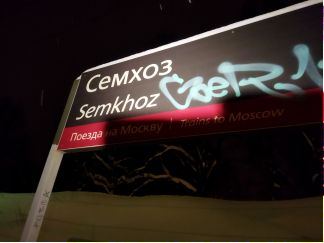 Семхоз
Semkhoz
Поезда на Москву | Trains to Moscow